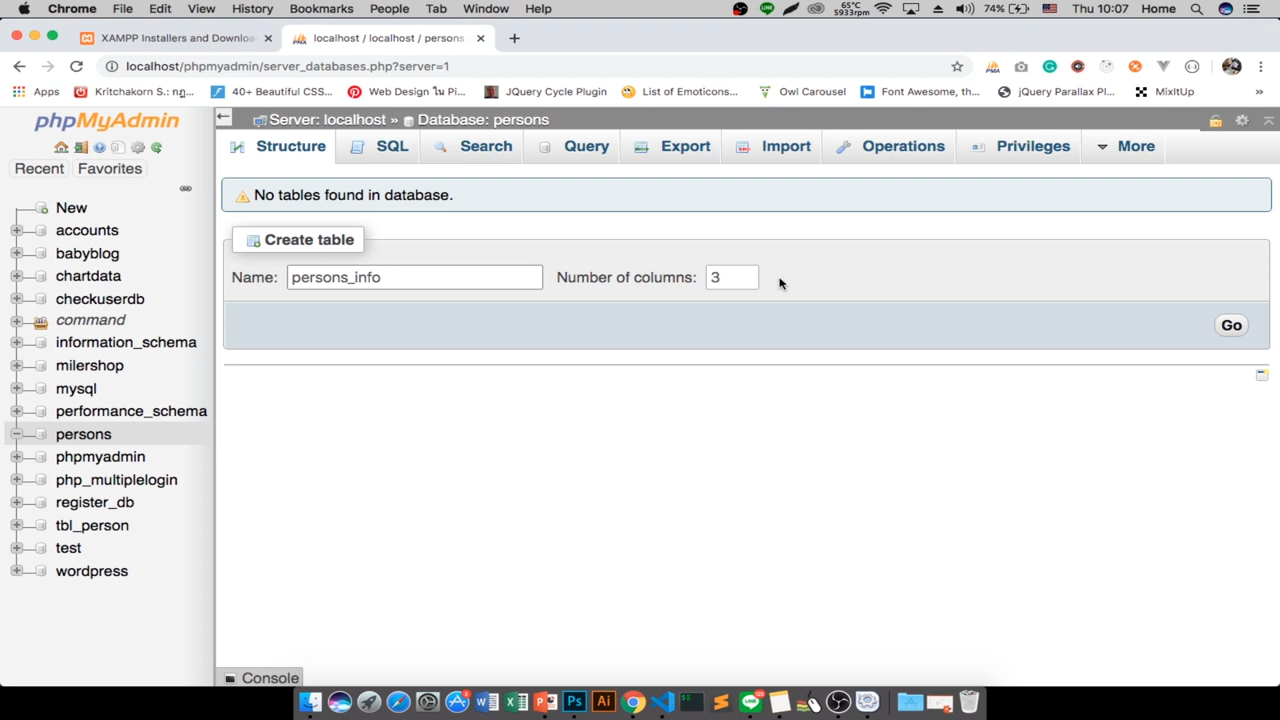 Chrome File Edit View History Bookmarks People Tab Window Help 65°C 5933rpm 74% Thu 10:07 Home
XAMPP Installers and Downloa localhost / localhost / persons
localhost/phpmyadmin/server_databases.php?server=1
Apps Kritchakorn S.: กฎ... 40+ Beautiful CSS... Web Design ใน Pi... JQuery Cycle Plugin List of Emoticons... Owl Carousel Font Awesome, th... jQuery Parallax Pl... MixItUp »
phpMyAdmin
Recent Favorites
New
accounts
babyblog
chartdata
checkuserdb
command
information_schema
milershop
mysql
performance_schema
persons
phpmyadmin
php_multiplelogin
register_db
tbl_person
test
wordpress
Server: localhost » Database: persons
Structure SQL Search Query Export Import Operations Privileges More
No tables found in database.
Create table
Name: persons_info Number of columns: 3
Go
Console